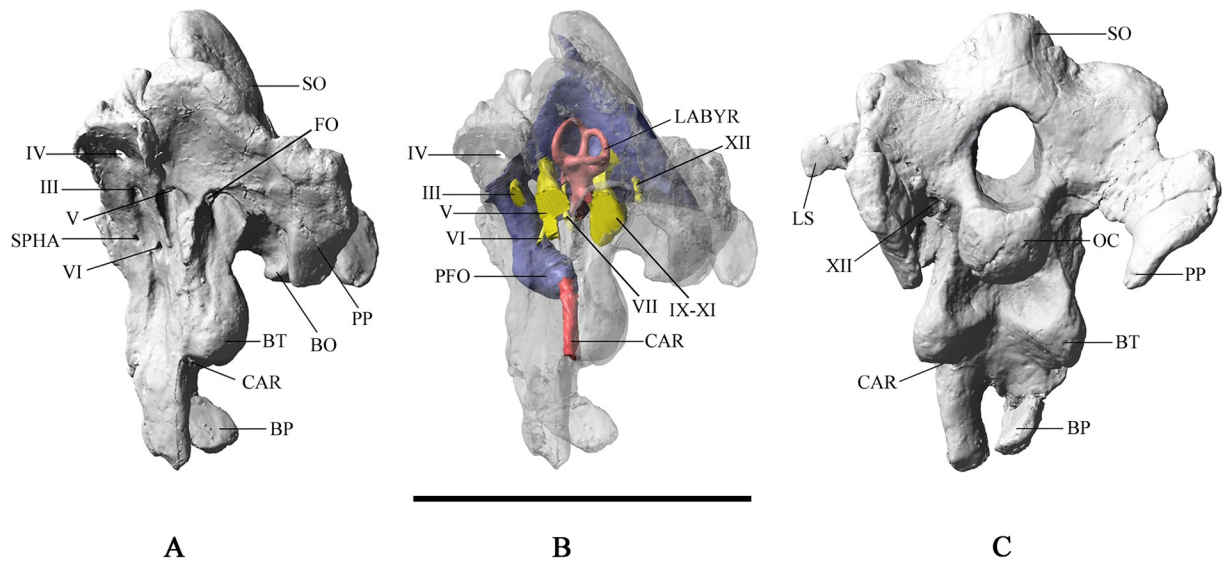 SO
FO
IV
III
V
SPHA
VI
PP
BO
BT
CAR
BP
LABYR
XII
IV
III
V
VI
PFO
VII
IX-XI
CAR
SO
LS
XII
OC
PP
BT
CAR
BP
A
B
C